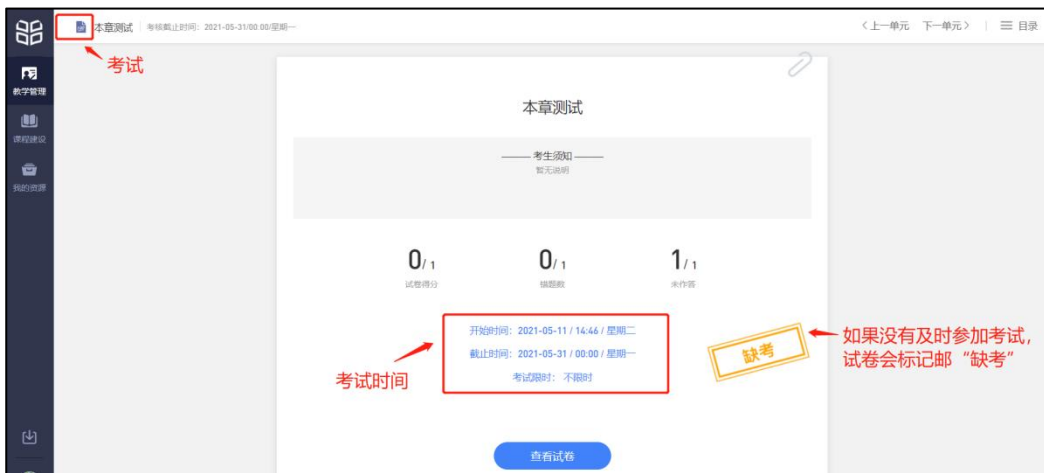 本章测试 考核截止时间：2021-05-31/00:00/星期一
<上一单元 下一单元> 目录
考试
教学管理
课程建设
我的资源
本章测试
考生须知
暂无说明
0/1 0/1 1/1
试卷得分 错题数 未作答
开始时间：2021-05-11 / 14:46 / 星期二
截止时间：2021-05-31 / 00:00 / 星期一
考试限时： 不限时
考试时间
缺考
如果没有及时参加考试，
试卷会标记邮“缺考”
查看试卷